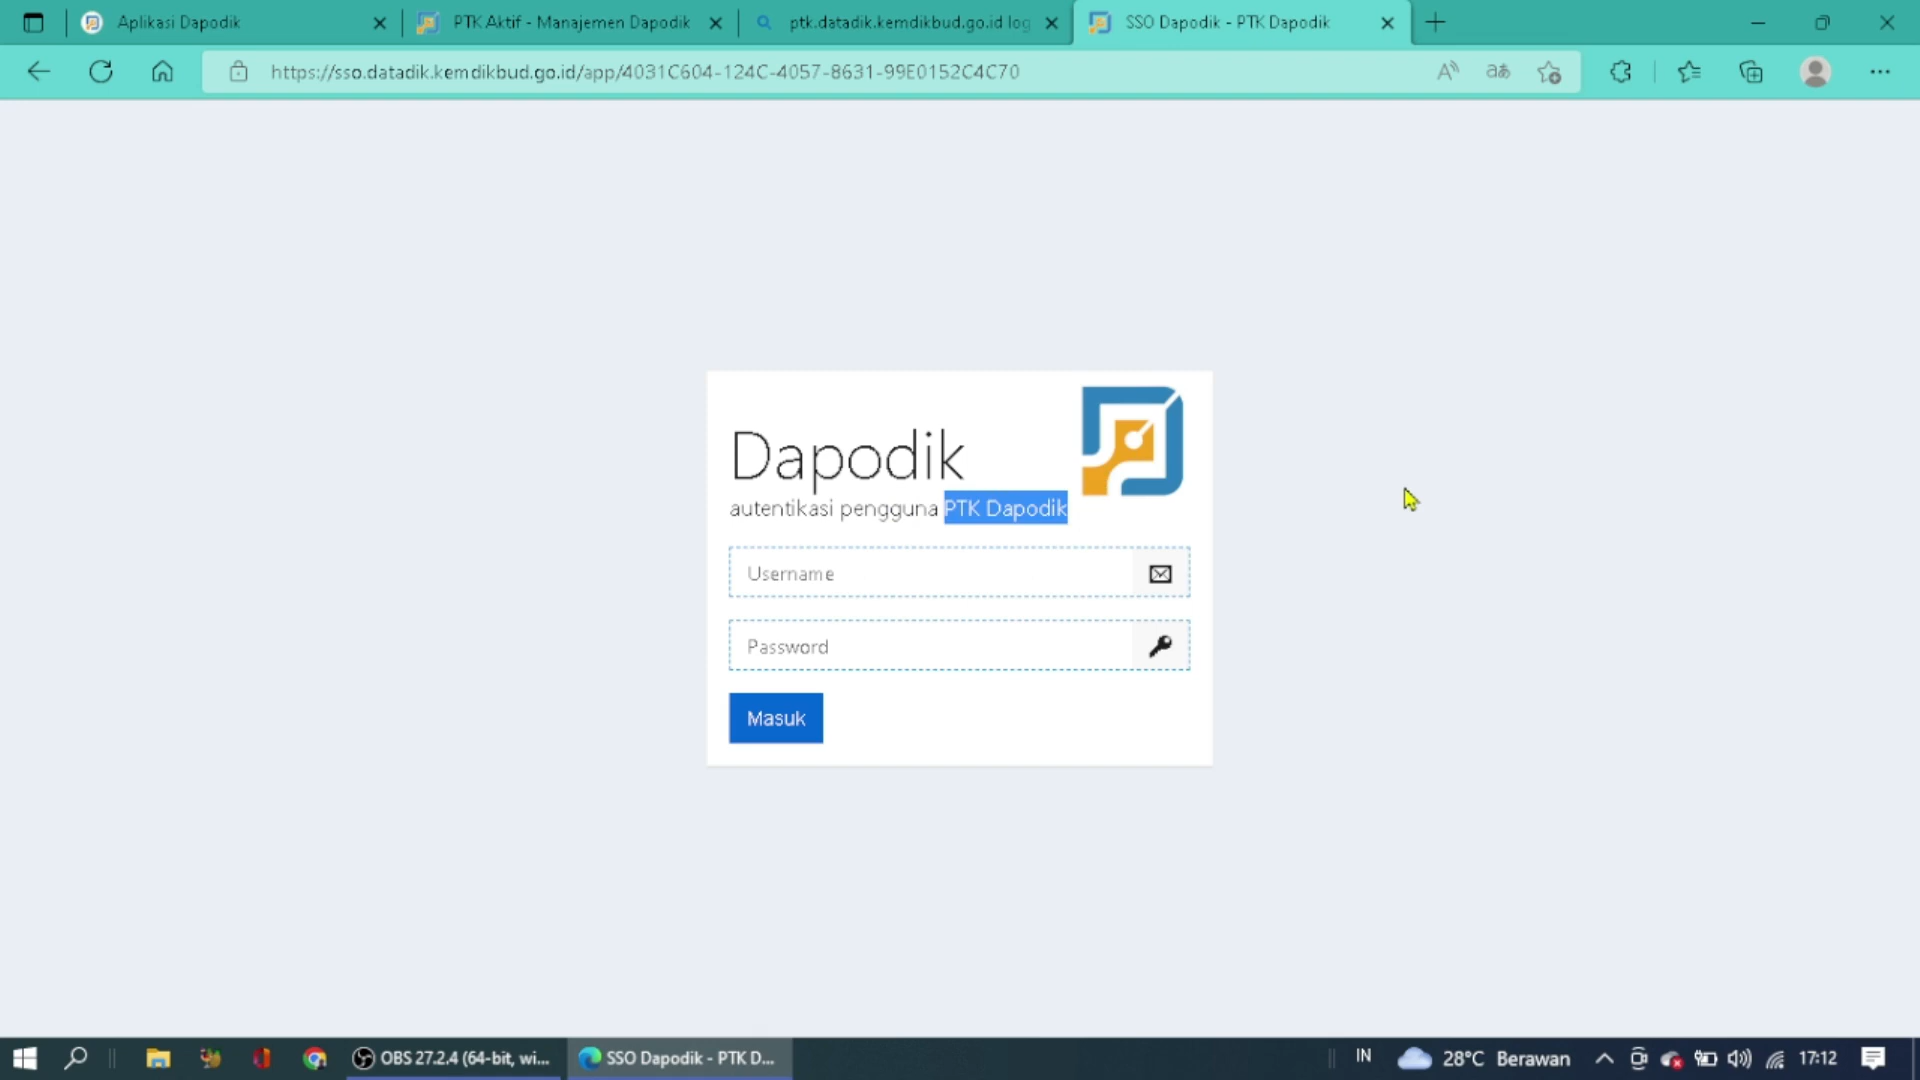 Aplikasi Dapodik
PTK Aktif - Manajemen Dapodik
ptk.datadik.kemdikbud.go.id log
SSO Dapodik - PTK Dapodik
https://sso.datadik.kemdikbud.go.id/app/4031C604-124C-4057-8631-99E0152C4C70
Dapodik
autentikasi pengguna PTK Dapodik
Username
Password
Masuk
OBS 27.2.4 (64-bit, wi...
SSO Dapodik - PTK D...
IN
28°C Berawan
17:12